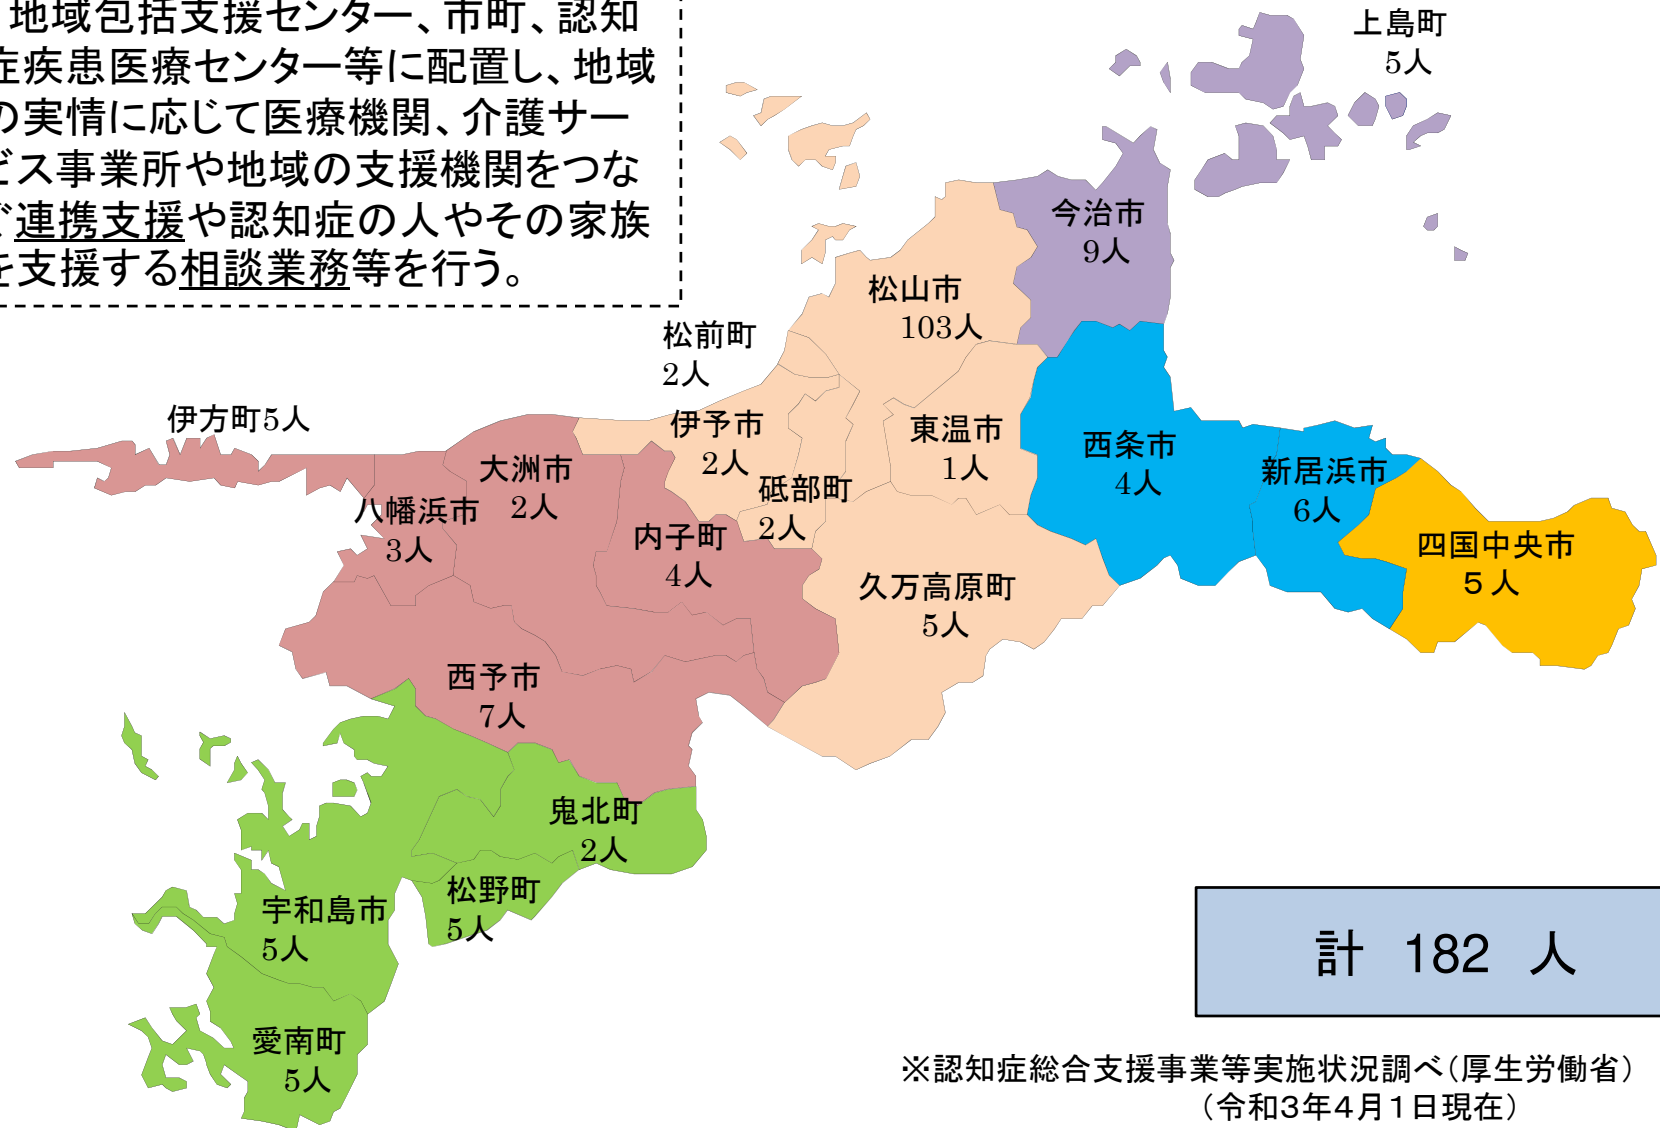 地域包括支援センター、市町、認知
症疾患医療センター等に配置し、地域
の実情に応じて医療機関、介護サー
ビス事業所や地域の支援機関をつな
ぐ連携支援や認知症の人やその家族
を支援する相談業務等を行う。
上島町
5人
今治市
9人
松山市
103人
松前町
2人
伊方町5人
伊予市
2人
東温市
1人
西条市
4人
新居浜市
6人
四国中央市
5人
大洲市
2人
砥部町
2人
八幡浜市
3人
内子町
4人
久万高原町
5人
西予市
7人
鬼北町
2人
松野町
5人
宇和島市
5人
愛南町
5人
計 182 人
※認知症総合支援事業等実施状況調べ(厚生労働省)
(令和3年4月1日現在)